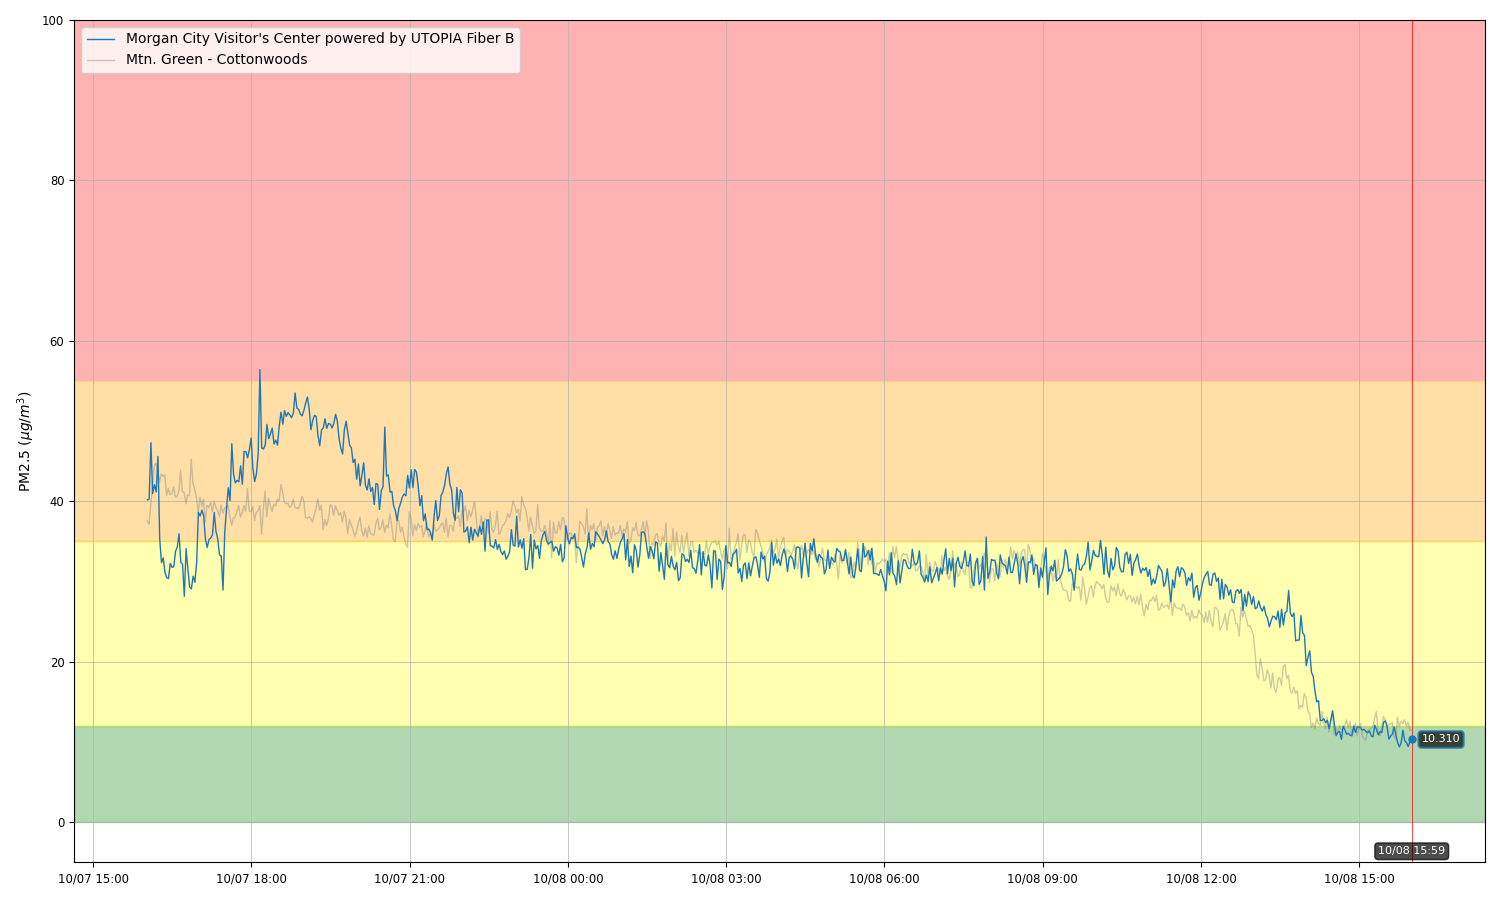 100
Morgan City Visitor's Center powered by UTOPIA Fiber B
Mtn. Green - Cottonwoods
80
60
PM2.5 (μg/m³)
40
20
10.310
0
10/08 15:59
10/07 15:00 10/07 18:00 10/07 21:00 10/08 00:00 10/08 03:00 10/08 06:00 10/08 09:00 10/08 12:00 10/08 15:00